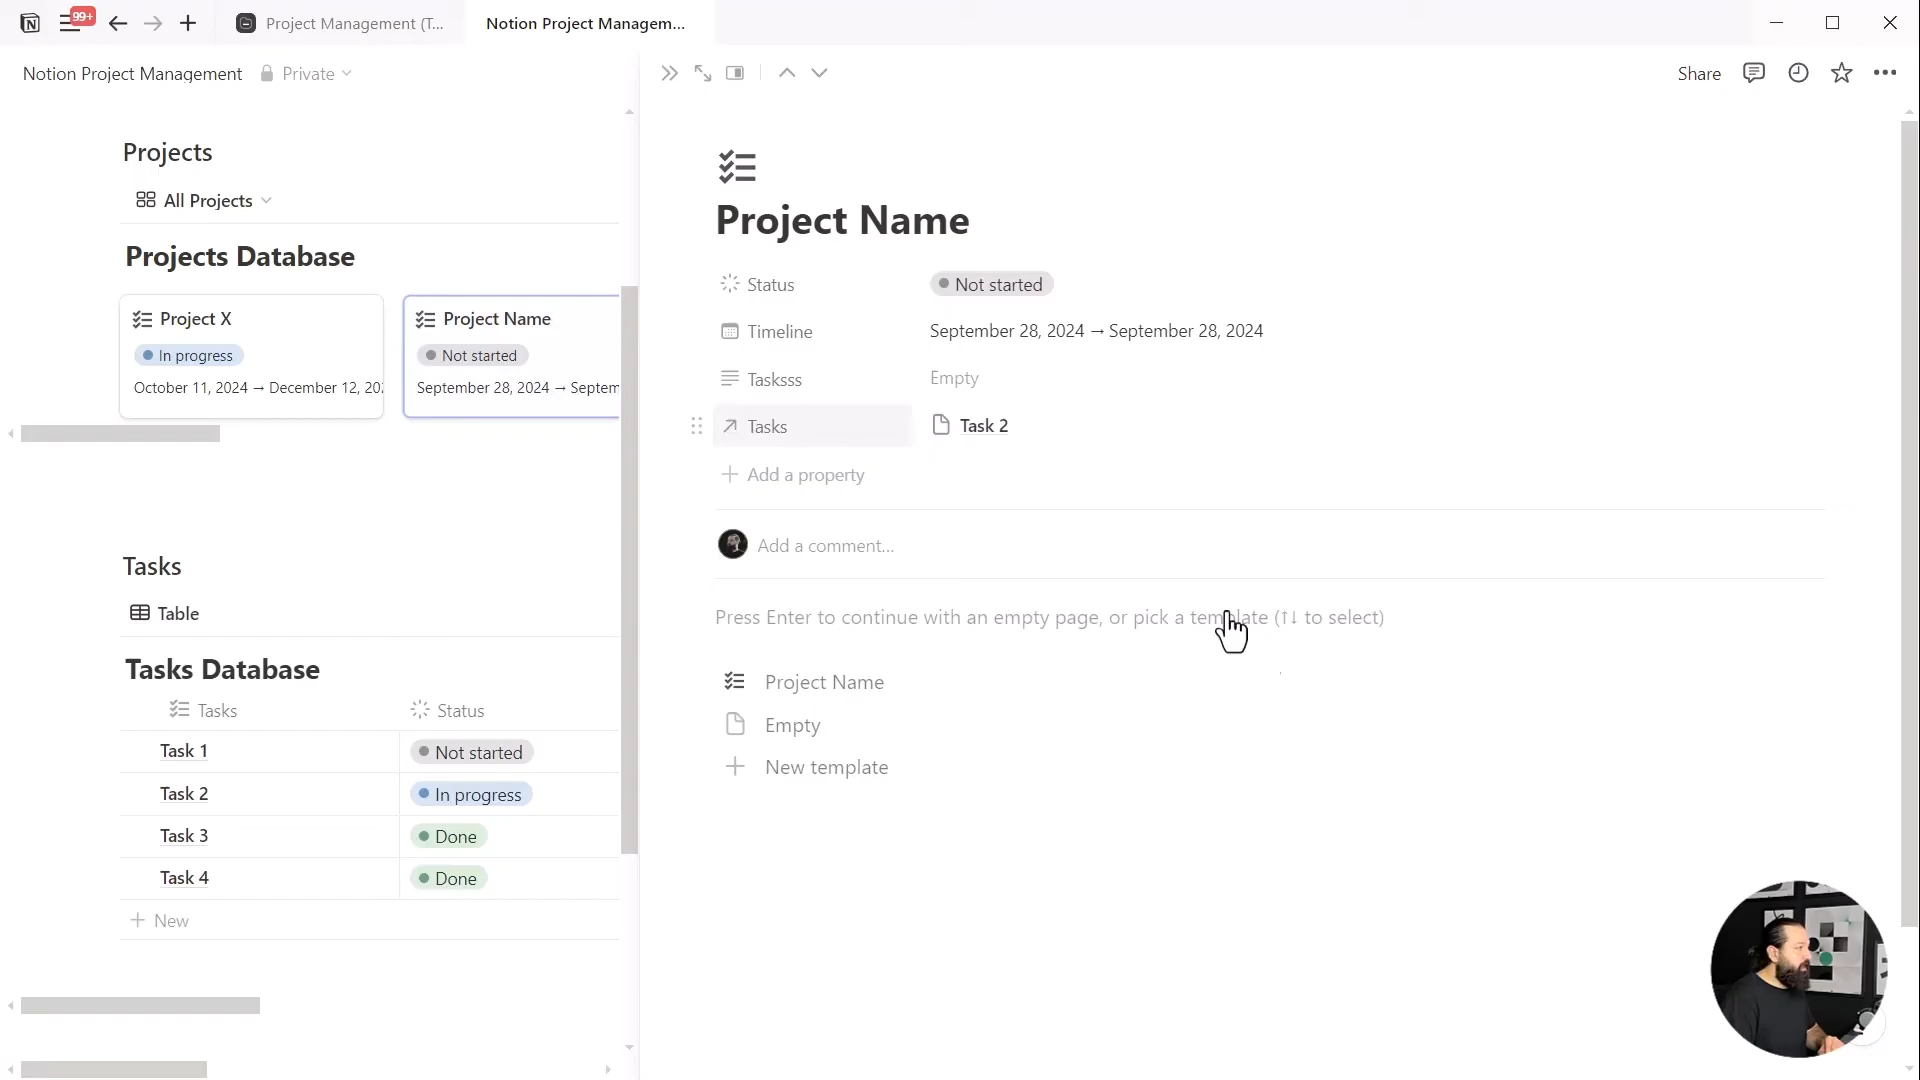 99+
Project Management (T...
Notion Project Managem...
Notion Project Management
Private
Share
Projects
All Projects
Projects Database
Project X
In progress
October 11, 2024 → December 12, 202
Project Name
Not started
September 28, 2024 → Septem
Tasks
Table
Tasks Database
Tasks
Status
Task 1
Not started
Task 2
In progress
Task 3
Done
Task 4
Done
New
Project Name
Status
Not started
Timeline
September 28, 2024 → September 28, 2024
Tasksss
Empty
Tasks
Task 2
Add a property
Add a comment...
Press Enter to continue with an empty page, or pick a template (↑↓ to select)
Project Name
Empty
New template